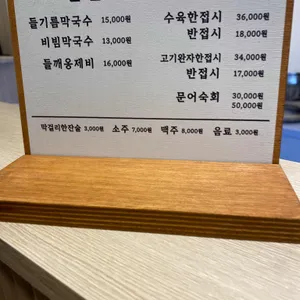 들기름막국수 15,000원
비빔막국수 13,000원
들깨옹제비 16,000원
수육한접시 36,000원
반접시 18,000원
고기완자한접시 34,000원
반접시 17,000원
문어숙회 30,000원
50,000원
막걸리한잔술 3,000원 소주 7,000원 맥주 8,000원 음료 3,000원